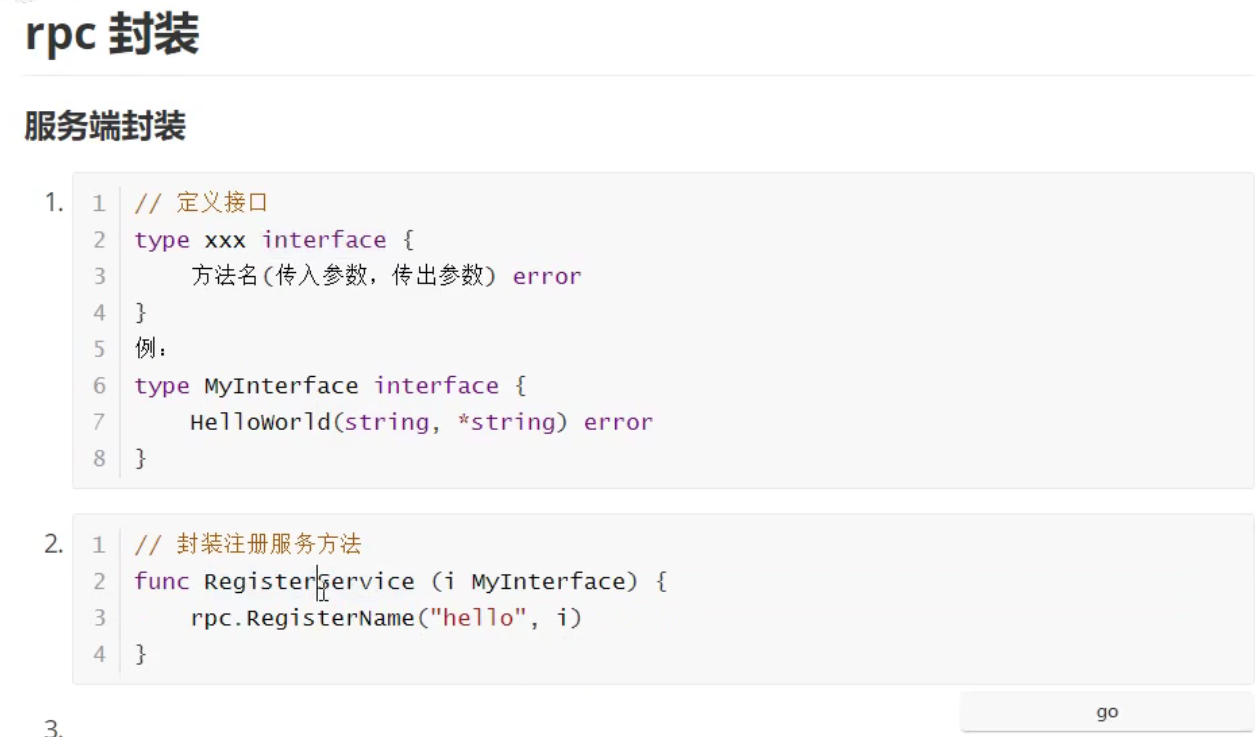 rpc 封装
服务端封装
1.
1 // 定义接口
2 type xxx interface {
3     方法名(传入参数，传出参数) error
4 }
5 例：
6 type MyInterface interface {
7     HelloWorld(string, *string) error
8 }
2.
1 // 封装注册服务方法
2 func RegisterService (i MyInterface) {
3     rpc.RegisterName("hello", i)
4 }
go
3.